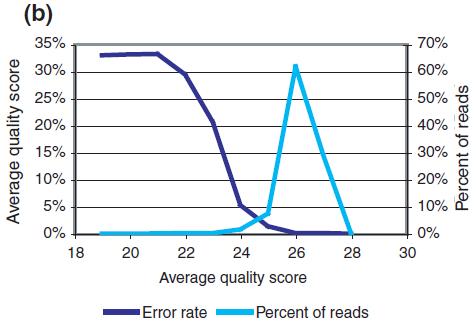 (b)
35%
30%
25%
20%
15%
10%
5%
0%
Average quality score
70%
60%
50%
40%
30%
20%
10%
0%
Percent of reads
18 20 22 24 26 28 30
Average quality score
Error rate Percent of reads